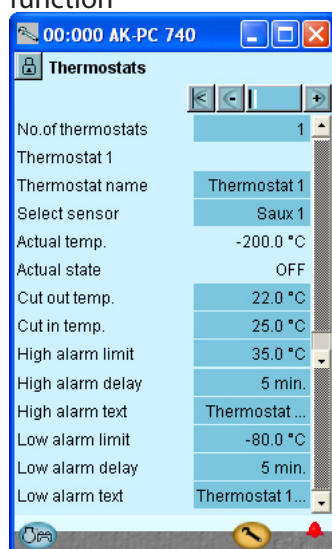 function
00:000 AK-PC 740
Thermostats
No.of thermostats 1
Thermostat 1
Thermostat name Thermostat 1
Select sensor Saux 1
Actual temp. -200.0 °C
Actual state OFF
Cut out temp. 22.0 °C
Cut in temp. 25.0 °C
High alarm limit 35.0 °C
High alarm delay 5 min.
High alarm text Thermostat ...
Low alarm limit -80.0 °C
Low alarm delay 5 min.
Low alarm text Thermostat 1...